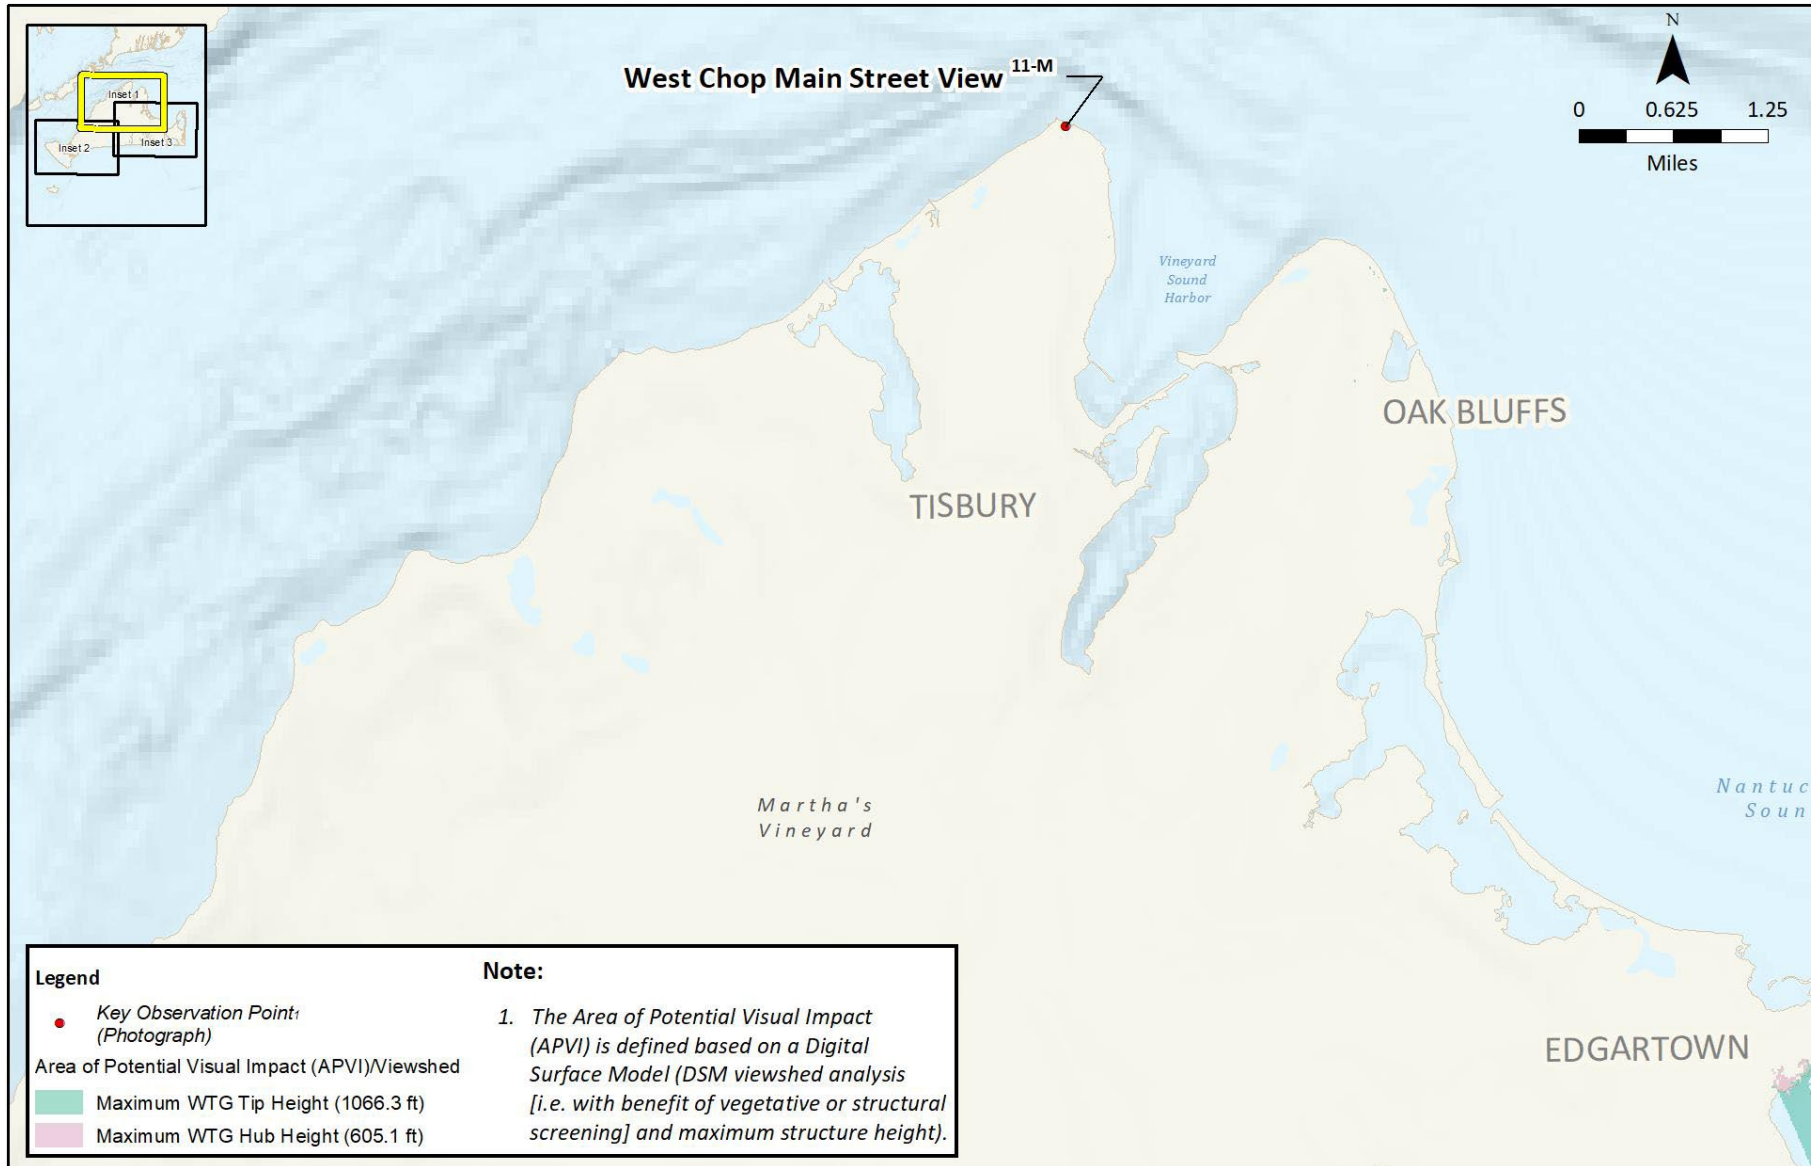 Inset 1
Inset 2
Inset 3
West Chop Main Street View 11-M
N
0 0.625 1.25
Miles
Vineyard
Sound
Harbor
OAK BLUFFS
TISBURY
Martha's
Vineyard
Nantuc
Soun
EDGARTOWN
Legend
Key Observation Point1
(Photograph)
Area of Potential Visual Impact (APVI)/Viewshed
Maximum WTG Tip Height (1066.3 ft)
Maximum WTG Hub Height (605.1 ft)
Note:
1. The Area of Potential Visual Impact
(APVI) is defined based on a Digital
Surface Model (DSM viewshed analysis
[i.e. with benefit of vegetative or structural
screening] and maximum structure height).